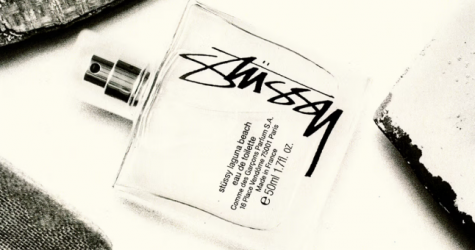 Stüssy
stüssy laguna beach
eau de toilette
Comme des Garçons Parfum S.A.
16 Place Vendôme 75001 Paris
Made in France
℮ 50ml 1.7fl. oz.